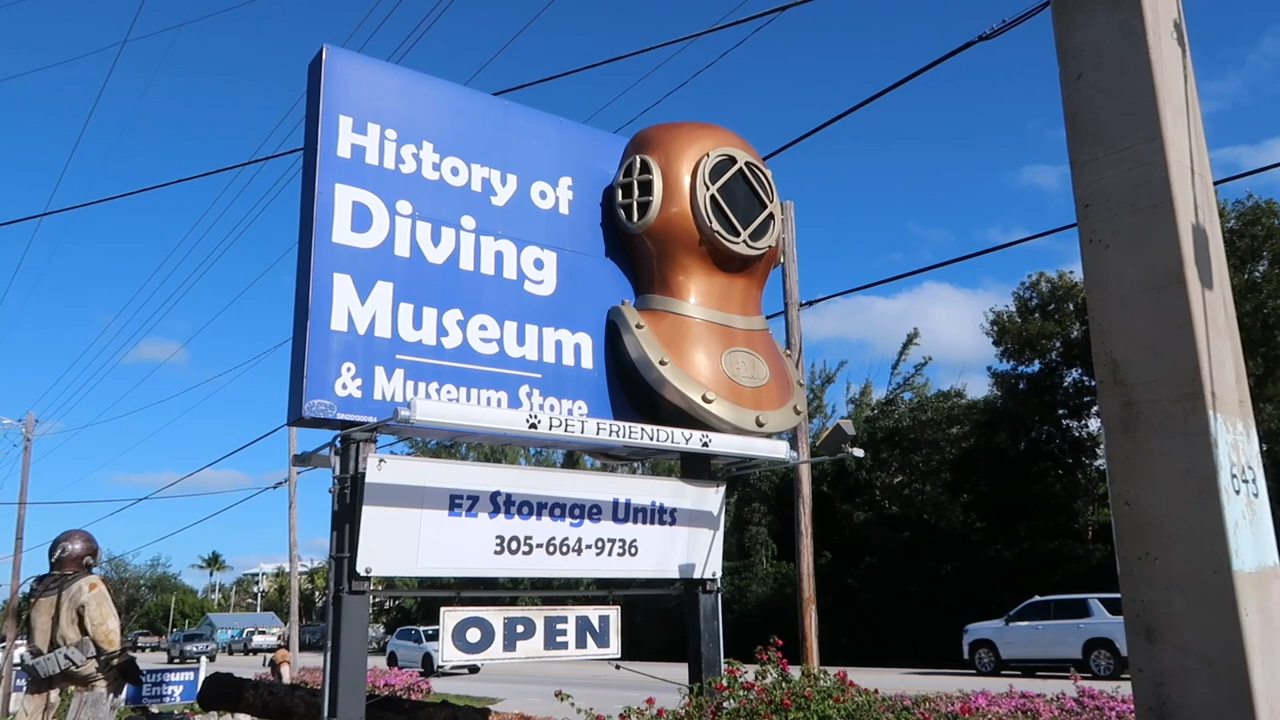 History of
Diving
Museum
& Museum Store
PET FRIENDLY
EZ Storage Units
305-664-9736
OPEN
Museum
Entry
643